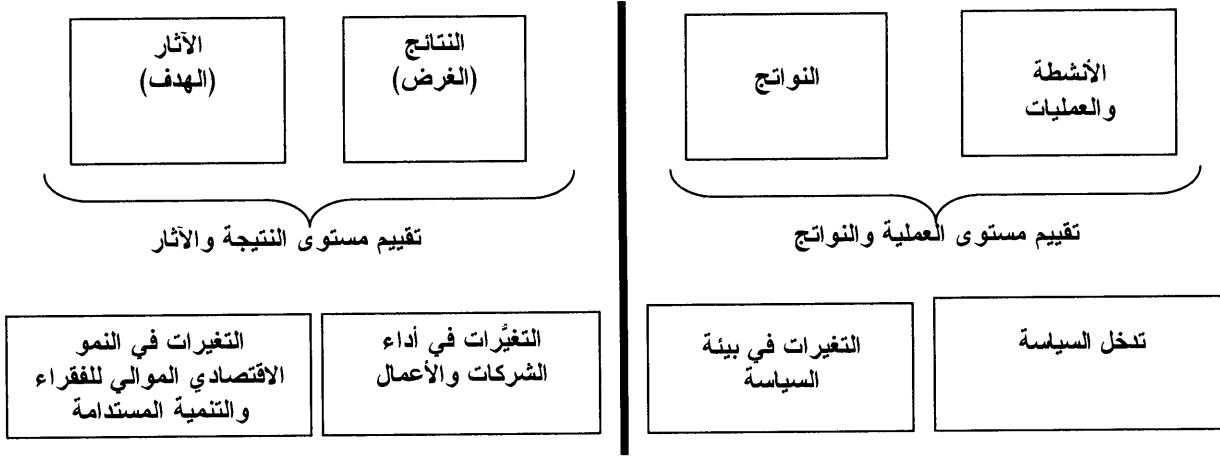 الأنشطة
والعمليات
النواتج
النتائج
(الغرض)
الآثار
(الهدف)
تقييم مستوى العملية والنواتج
تقييم مستوى النتيجة والآثار
تدخل السياسة
التغيرات في بيئة
السياسة
التغيُّرات في أداء
الشركات والأعمال
التغيرات في النمو
الاقتصادي الموالي للفقراء
والتنمية المستدامة